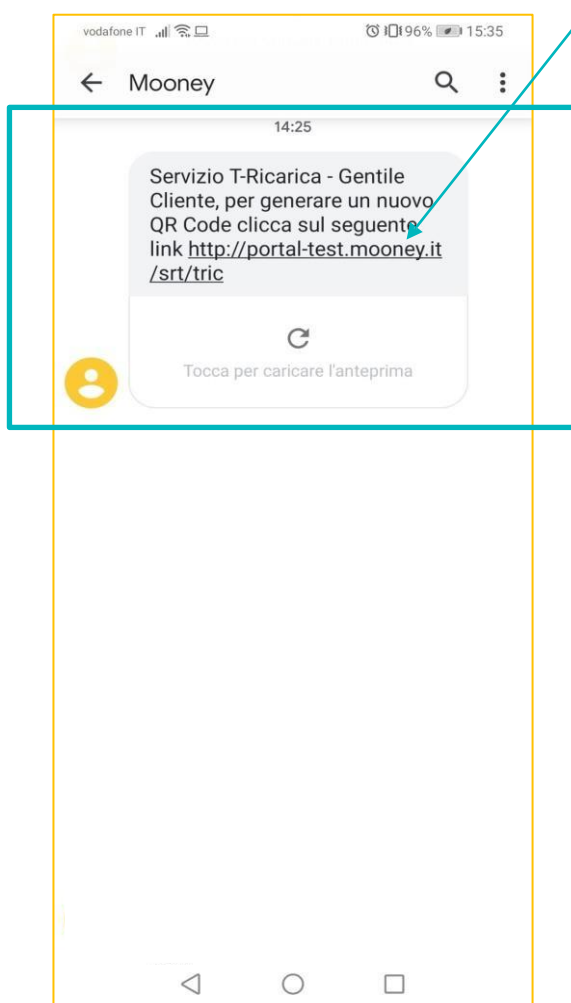 vodafone IT 96% 15:35
Mooney
14:25
Servizio T-Ricarica - Gentile
Cliente, per generare un nuovo
QR Code clicca sul seguente
link http://portal-test.mooney.it
/srt/tric
Tocca per caricare l'anteprima